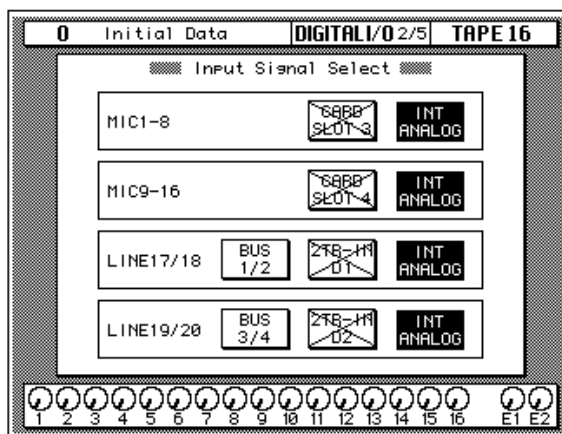 0 Initial Data DIGITAL I/O 2/5 TAPE 16
Input Signal Select
MIC1-8 CARD SLOT-3 INT ANALOG
MIC9-16 CARD SLOT-4 INT ANALOG
LINE17/18 BUS 1/2 2TR-IN D1 INT ANALOG
LINE19/20 BUS 3/4 2TR-IN D2 INT ANALOG
1 2 3 4 5 6 7 8 9 10 11 12 13 14 15 16 E1 E2